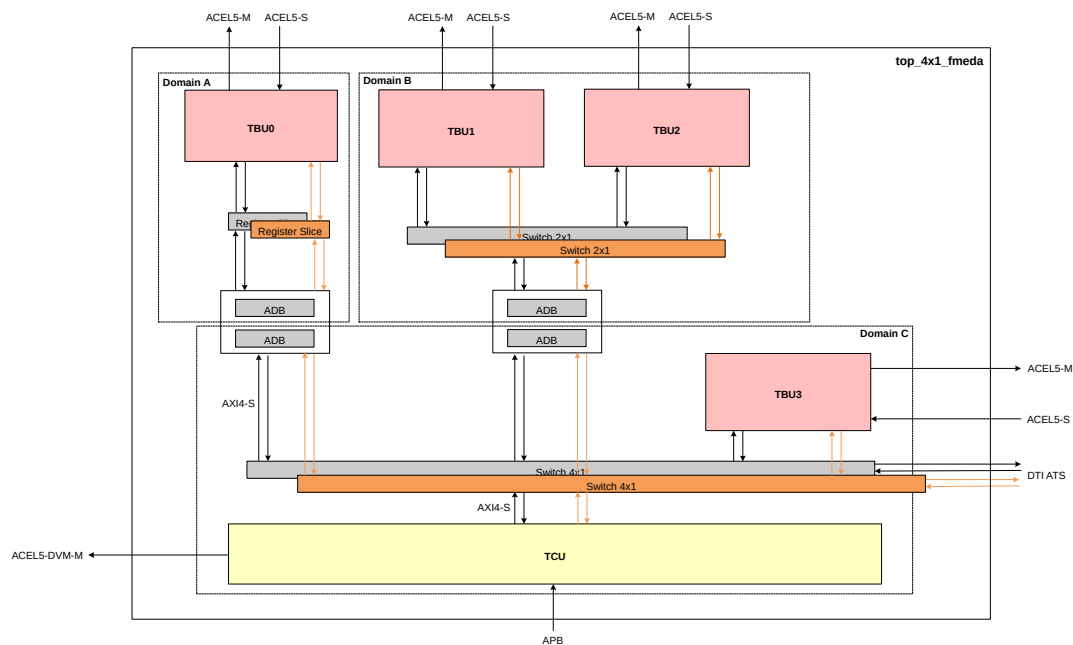 ACEL5-M
ACEL5-S
ACEL5-M
ACEL5-S
ACEL5-M
ACEL5-S
top_4x1_fmeda
Domain A
Domain B
TBU0
TBU1
TBU2
Register Slice
Switch 2x1
Switch 2x1
ADB
ADB
ADB
ADB
Domain C
TBU3
ACEL5-M
ACEL5-S
AXI4-S
Switch 4x1
Switch 4x1
DTI ATS
AXI4-S
TCU
ACEL5-DVM-M
APB